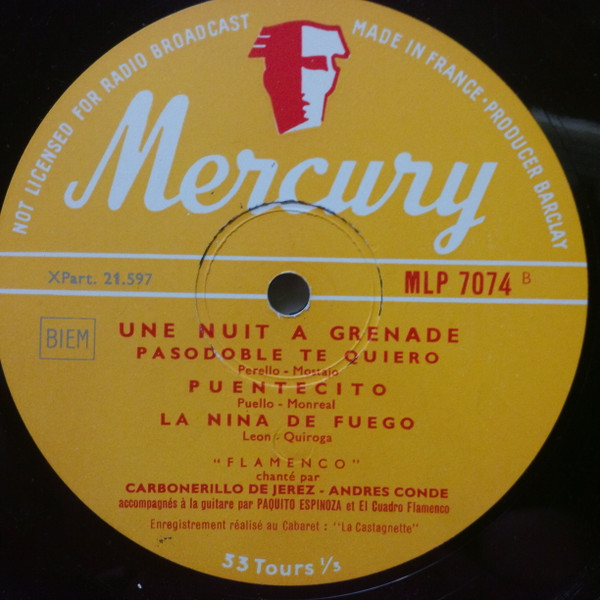 NOT LICENSED FOR RADIO BROADCAST
MADE IN FRANCE · PRODUCER BARCLAY
Mercury
XPart. 21.597
MLP 7074 B
BIEM
UNE NUIT A GRENADE
PASODOBLE TE QUIERO
Perello - Mostaio
PUENTECITO
Puello - Monreal
LA NINA DE FUEGO
Leon - Quiroga
"FLAMENCO"
chanté par
CARBONERILLO DE JEREZ - ANDRES CONDE
accompagnés à la guitare par PAQUITO ESPINOZA et El Cuadro Flamenco
Enregistrement réalisé au Cabaret : "La Castagnette"
33 Tours 1/3